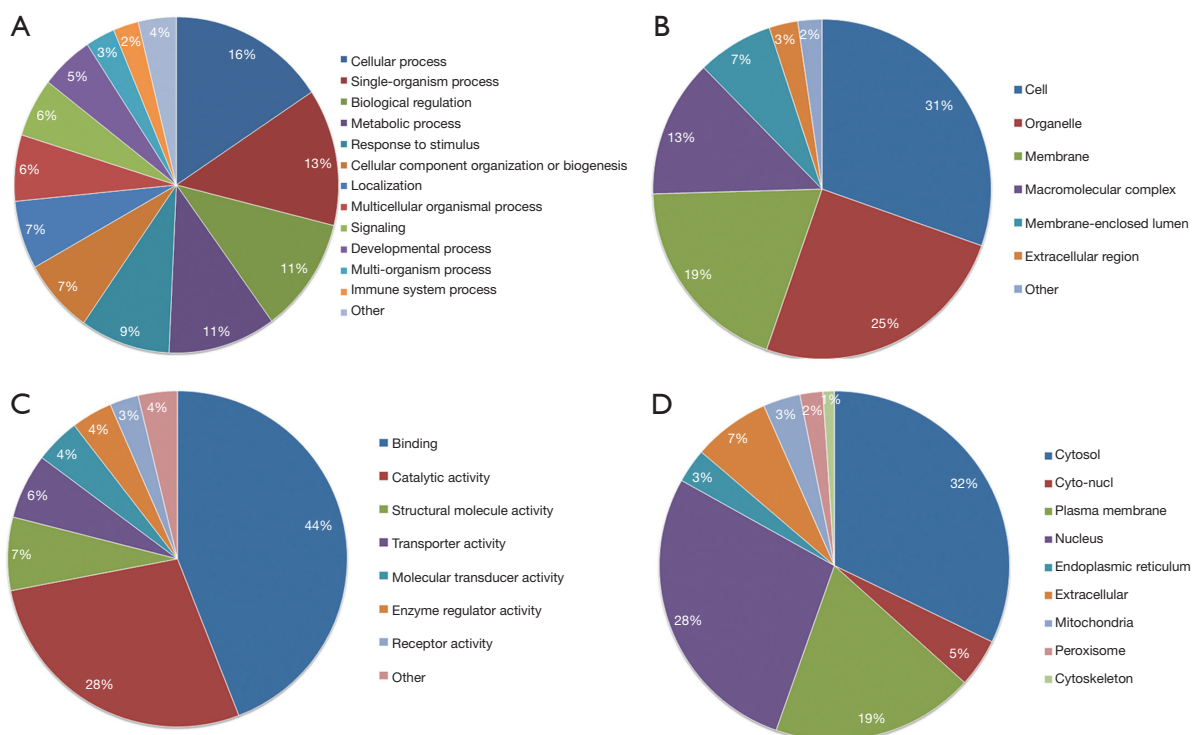 A
16%
13%
11%
11%
9%
7%
7%
6%
6%
5%
3%
2%
4%
Cellular process
Single-organism process
Biological regulation
Metabolic process
Response to stimulus
Cellular component organization or biogenesis
Localization
Multicellular organismal process
Signaling
Developmental process
Multi-organism process
Immune system process
Other
B
31%
25%
19%
13%
7%
3%
2%
Cell
Organelle
Membrane
Macromolecular complex
Membrane-enclosed lumen
Extracellular region
Other
C
44%
28%
7%
6%
4%
4%
3%
4%
Binding
Catalytic activity
Structural molecule activity
Transporter activity
Molecular transducer activity
Enzyme regulator activity
Receptor activity
Other
D
32%
5%
19%
28%
3%
7%
3%
2%
1%
Cytosol
Cyto-nucl
Plasma membrane
Nucleus
Endoplasmic reticulum
Extracellular
Mitochondria
Peroxisome
Cytoskeleton